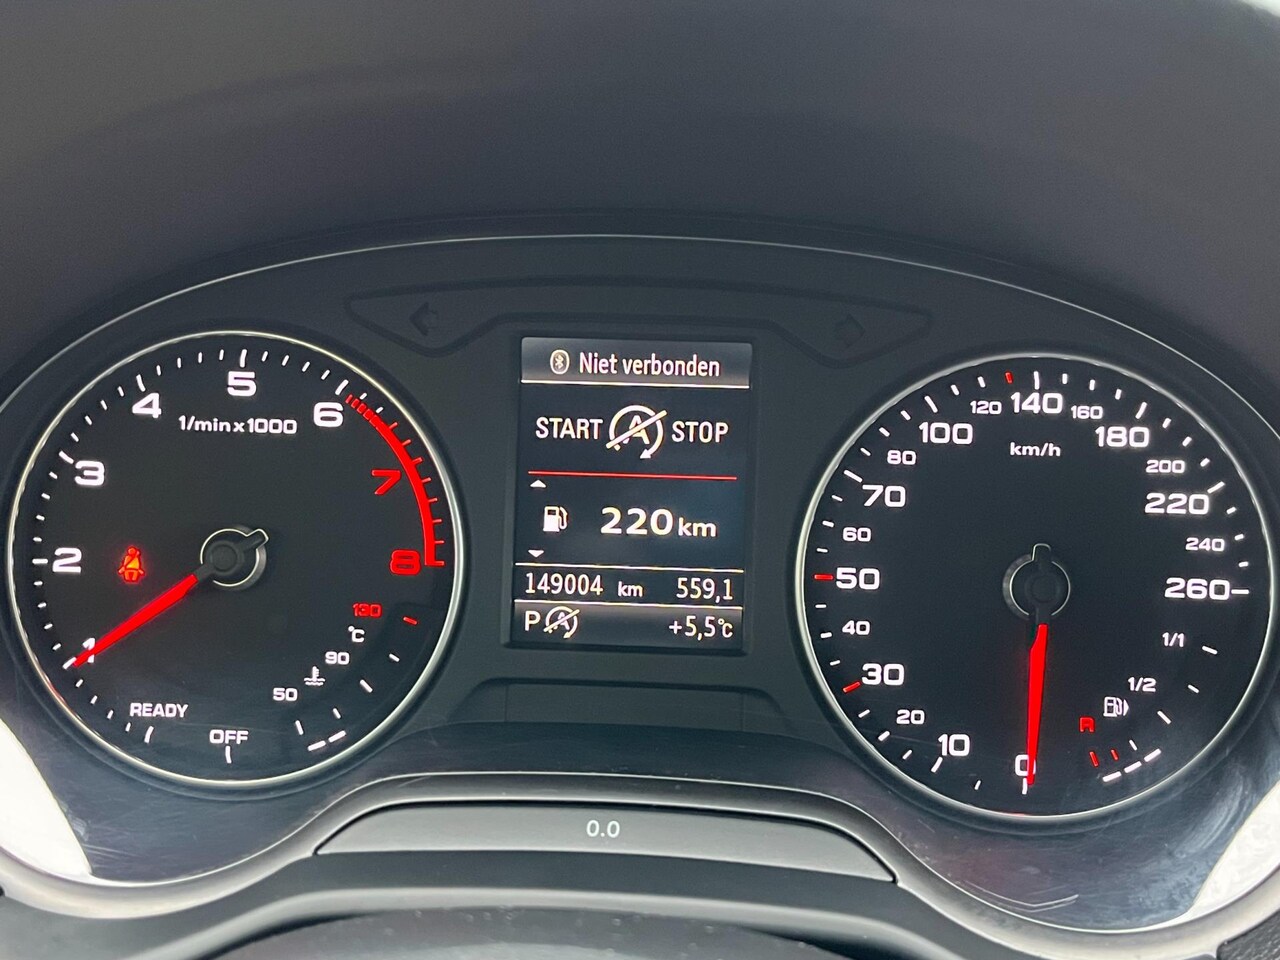 Niet verbonden
START A STOP
220 km
149004 km 559,1
P A +5,5°C
1/min x 1000
1
2
3
4
5
6
7
8
READY
OFF
50
90
°C
130
km/h
0
10
20
30
40
50
60
70
80
100
120
140
160
180
200
220
240
260
1/1
1/2
R
0.0